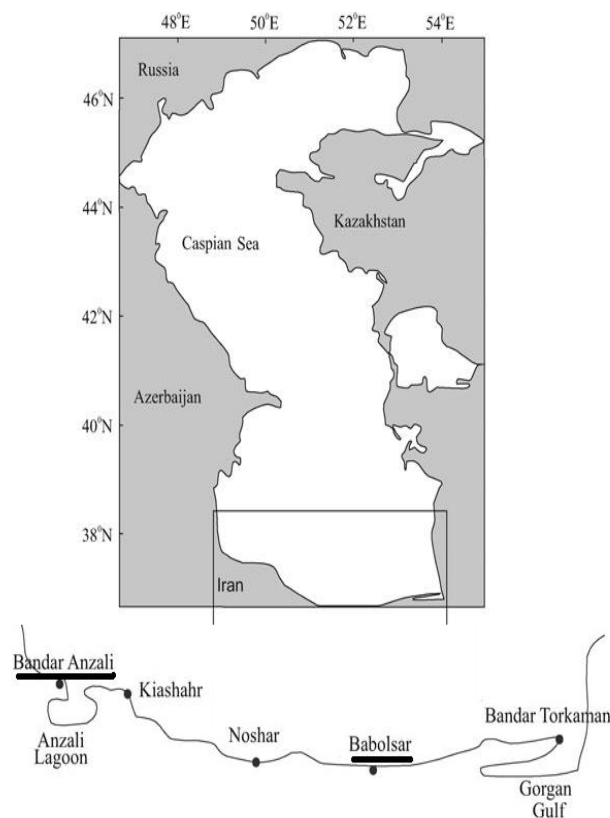 48°E 50°E 52°E 54°E
Russia
46°N
44°N
Kazakhstan
Caspian Sea
42°N
Azerbaijan
40°N
38°N
Iran
Bandar Anzali
Kiashahr
Bandar Torkaman
Noshar
Babolsar
Anzali
Lagoon
Gorgan
Gulf